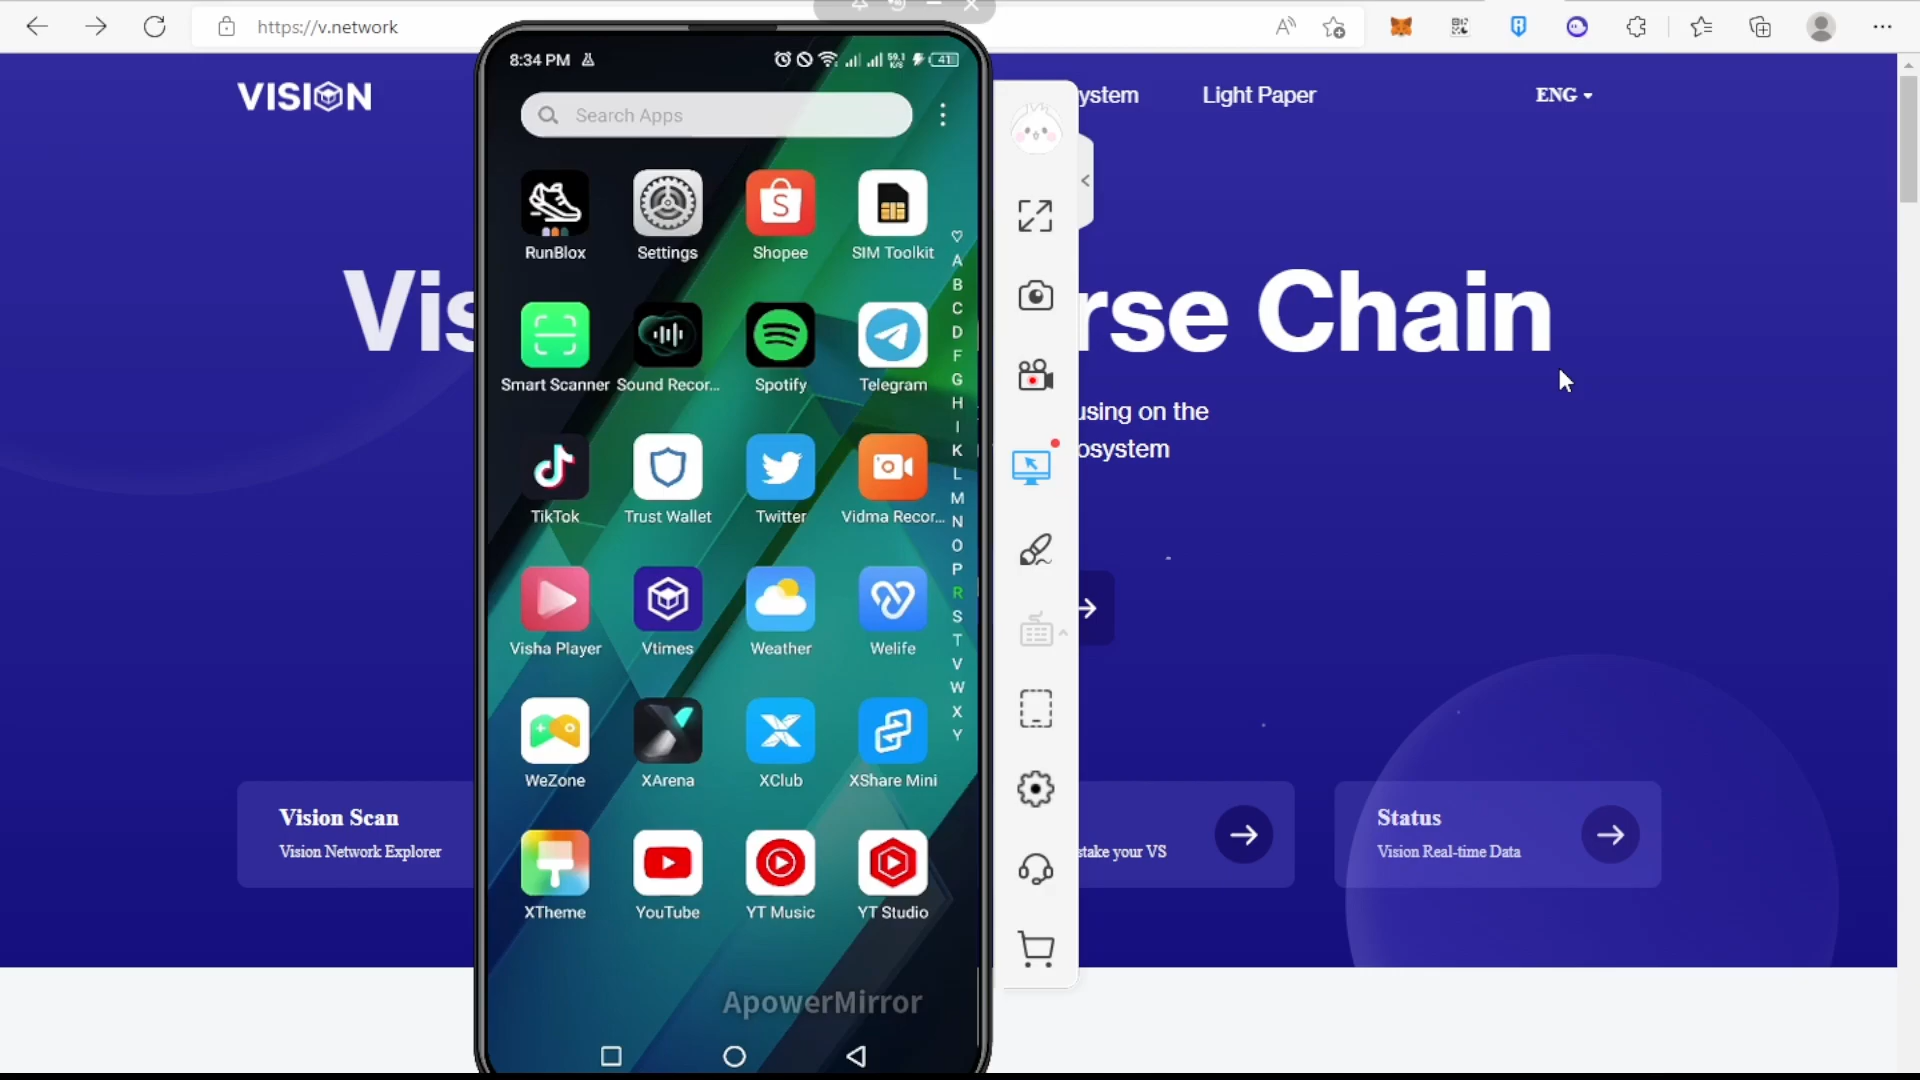 https://v.network
VISION
ystem
Light Paper
ENG
8:34 PM
59.1
K/S
41
Search Apps
RunBlox
Settings
Shopee
SIM Toolkit
Smart Scanner
Sound Recor...
Spotify
Telegram
TikTok
Trust Wallet
Twitter
Vidma Recor...
Visha Player
Vtimes
Weather
Welife
WeZone
XArena
XClub
XShare Mini
XTheme
YouTube
YT Music
YT Studio
A
B
C
D
F
G
H
I
K
L
M
N
O
P
R
S
T
V
W
X
Y
ApowerMirror
Vis
rse Chain
using on the
osystem
Vision Scan
Vision Network Explorer
stake your VS
Status
Vision Real-time Data